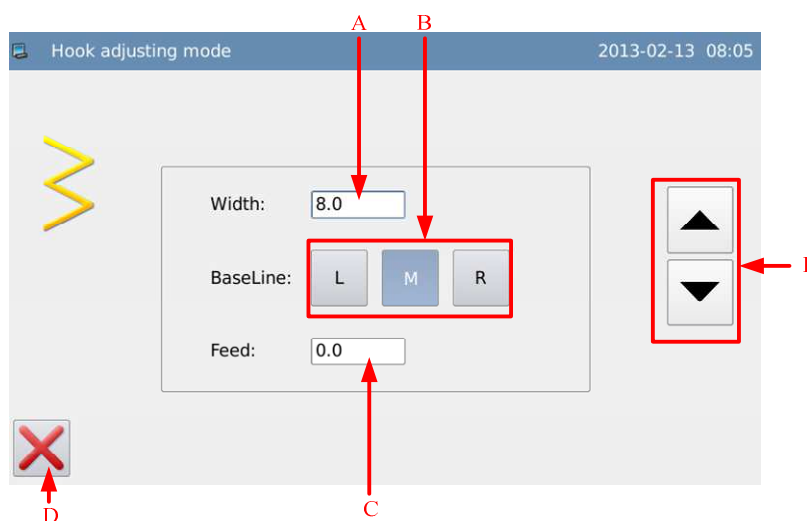 A B
Hook adjusting mode 2013-02-13 08:05
Width: 8.0
BaseLine: L M R
Feed: 0.0
D C